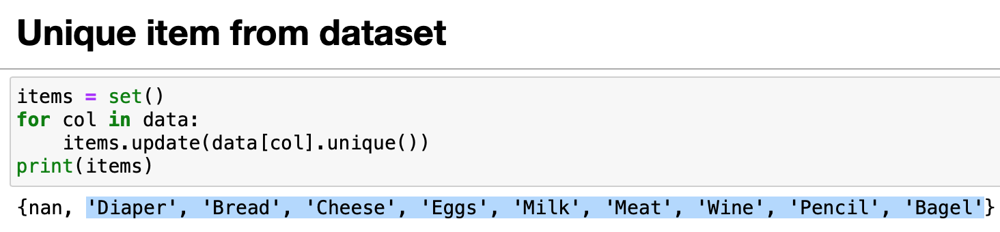 Unique item from dataset
items = set()
for col in data:
    items.update(data[col].unique())
print(items)
{nan, 'Diaper', 'Bread', 'Cheese', 'Eggs', 'Milk', 'Meat', 'Wine', 'Pencil', 'Bagel'}